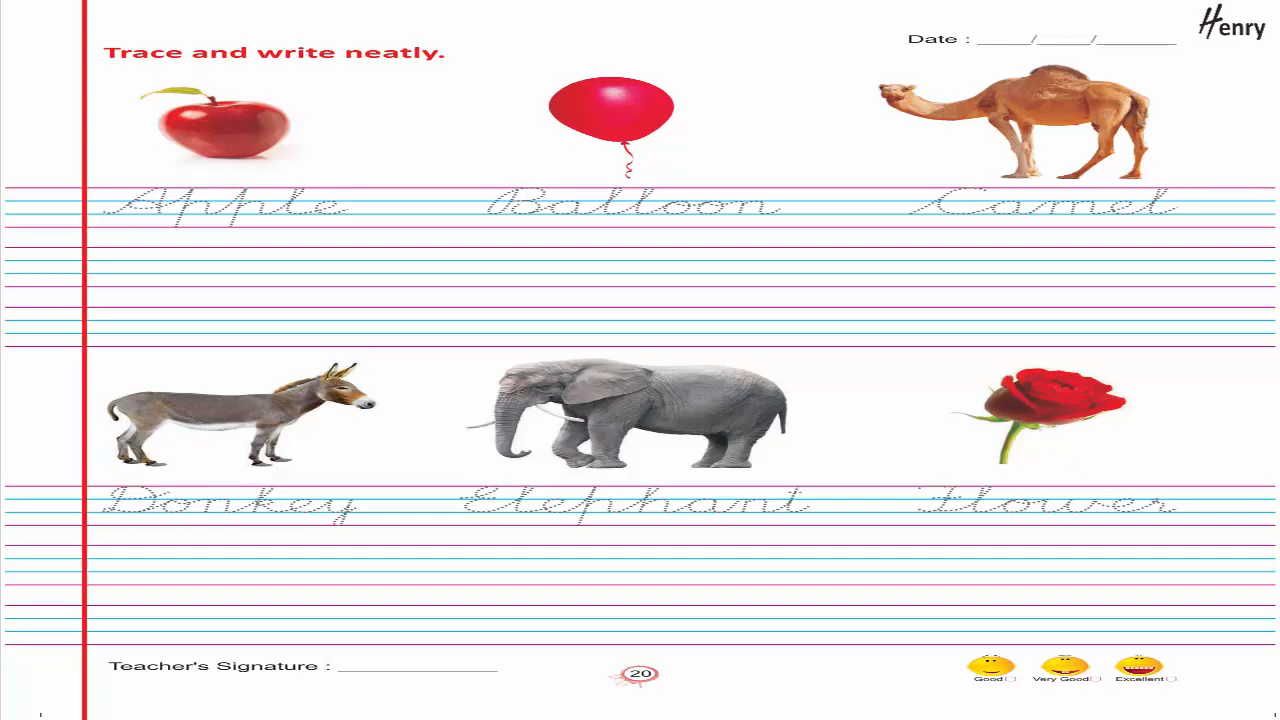 Henry
Date : ____/____/______
Trace and write neatly.
Apple Balloon Camel
Donkey Elephant Flower
Teacher's Signature : ______________
20
Good Very Good Excellent